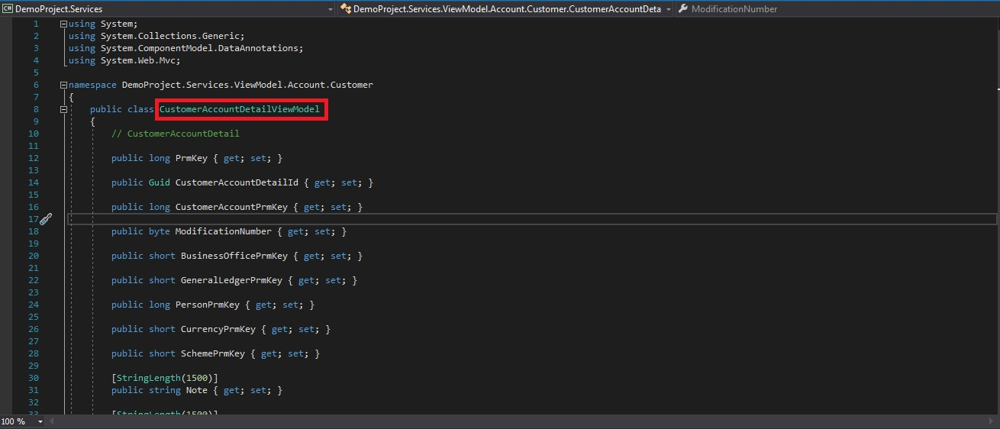 DemoProject.Services DemoProject.Services.ViewModel.Account.Customer.CustomerAccountDeta ModificationNumber
1 using System;
2 using System.Collections.Generic;
3 using System.ComponentModel.DataAnnotations;
4 using System.Web.Mvc;
5
6 namespace DemoProject.Services.ViewModel.Account.Customer
7 {
8 public class CustomerAccountDetailViewModel
9 {
10 // CustomerAccountDetail
11
12 public long PrmKey { get; set; }
13
14 public Guid CustomerAccountDetailId { get; set; }
15
16 public long CustomerAccountPrmKey { get; set; }
17
18 public byte ModificationNumber { get; set; }
19
20 public short BusinessOfficePrmKey { get; set; }
21
22 public short GeneralLedgerPrmKey { get; set; }
23
24 public long PersonPrmKey { get; set; }
25
26 public short CurrencyPrmKey { get; set; }
27
28 public short SchemePrmKey { get; set; }
29
30 [StringLength(1500)]
31 public string Note { get; set; }
32
33 [StringLength(1500)]
100 %